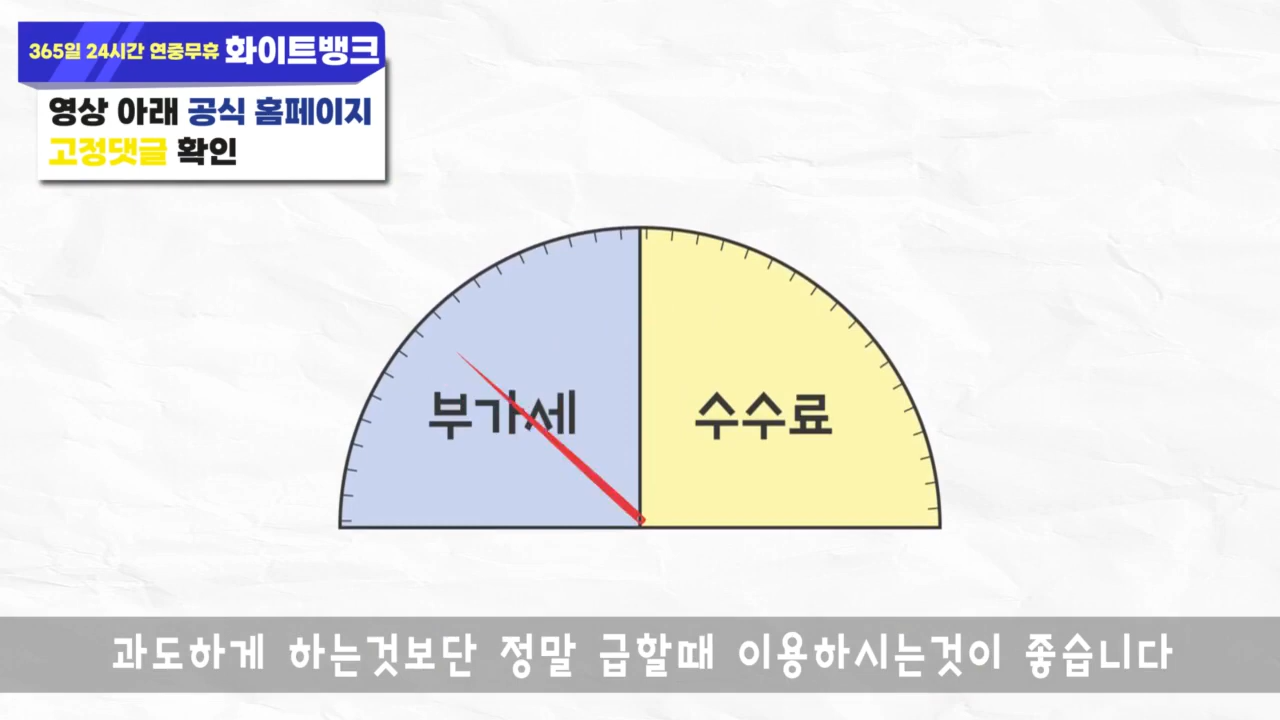 365일 24시간 연중무휴 화이트뱅크
영상 아래 공식 홈페이지
고정댓글 확인
부가세
수수료
과도하게 하는것보단 정말 급할때 이용하시는것이 좋습니다